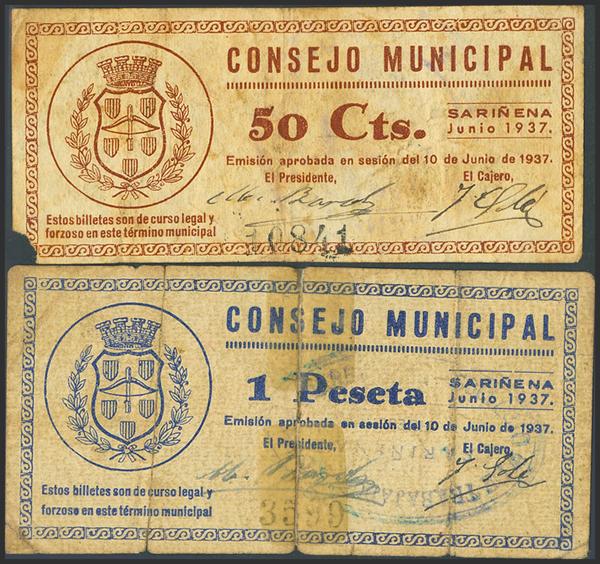 CONSEJO MUNICIPAL
50 Cts.
SARIÑENA
Junio 1937.
Emisión aprobada en sesión del 10 de Junio de 1937.
El Presidente,
El Cajero,
Estos billetes son de curso legal y
forzoso en este término municipal
10841
CONSEJO MUNICIPAL
1 Peseta
SARIÑENA
Junio 1937.
Emisión aprobada en sesión del 10 de Junio de 1937.
El Presidente,
El Cajero,
Estos billetes son de curso legal y
forzoso en este término municipal